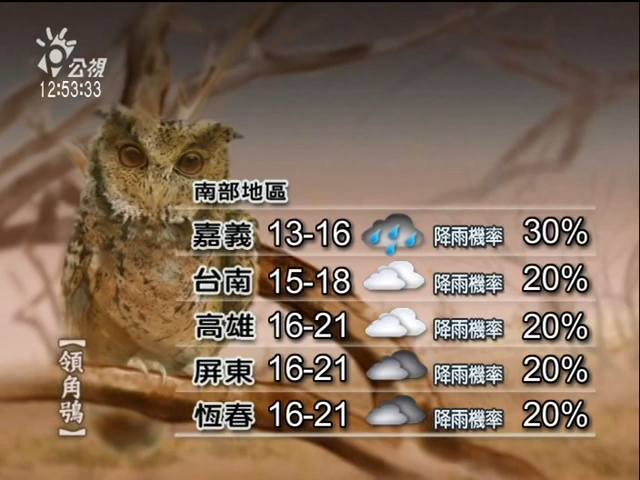 公視
12:53:33
南部地區
嘉義 13-16 降雨機率 30%
台南 15-18 降雨機率 20%
高雄 16-21 降雨機率 20%
屏東 16-21 降雨機率 20%
恆春 16-21 降雨機率 20%
【領角鴞】